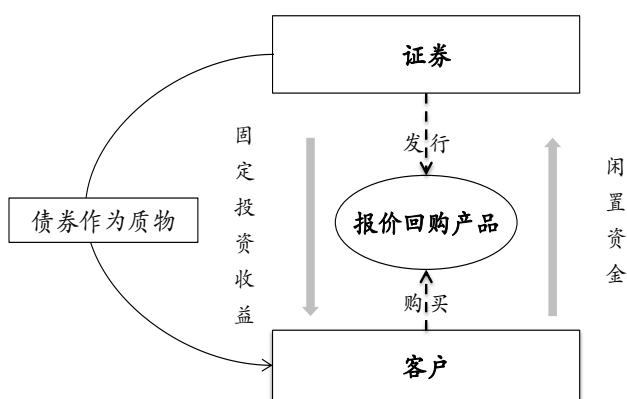 证券
发行
固定投资收益
闲置资金
债券作为质物
报价回购产品
购买
客户